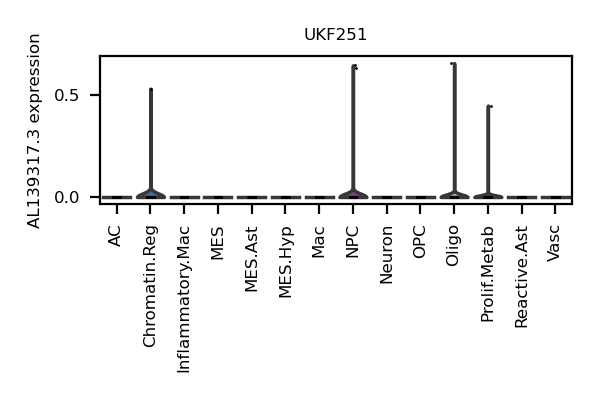 UKF251
AL139317.3 expression
0.5
0.0
AC
Chromatin.Reg
Inflammatory.Mac
MES
MES.Ast
MES.Hyp
Mac
NPC
Neuron
OPC
Oligo
Prolif.Metab
Reactive.Ast
Vasc